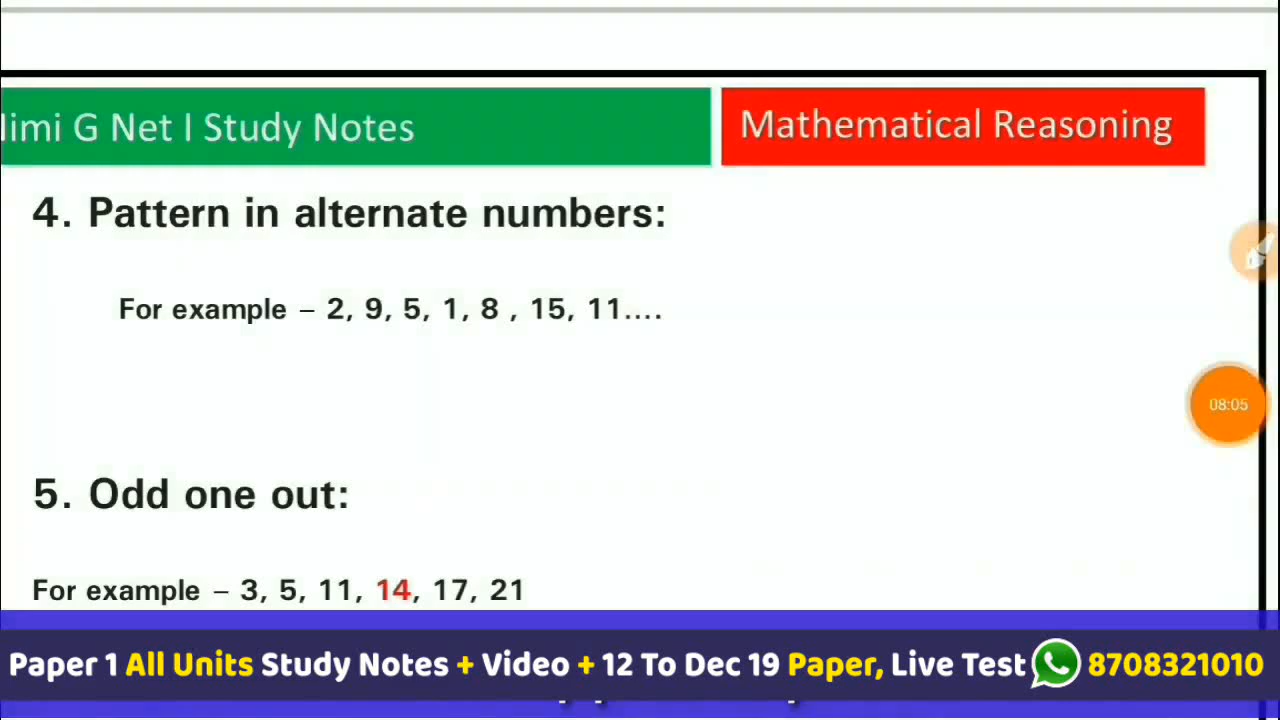 imi G Net I Study Notes
Mathematical Reasoning
4. Pattern in alternate numbers:
For example – 2, 9, 5, 1, 8 , 15, 11....
08:05
5. Odd one out:
For example – 3, 5, 11, 14, 17, 21
Paper 1 All Units Study Notes + Video + 12 To Dec 19 Paper, Live Test 8708321010